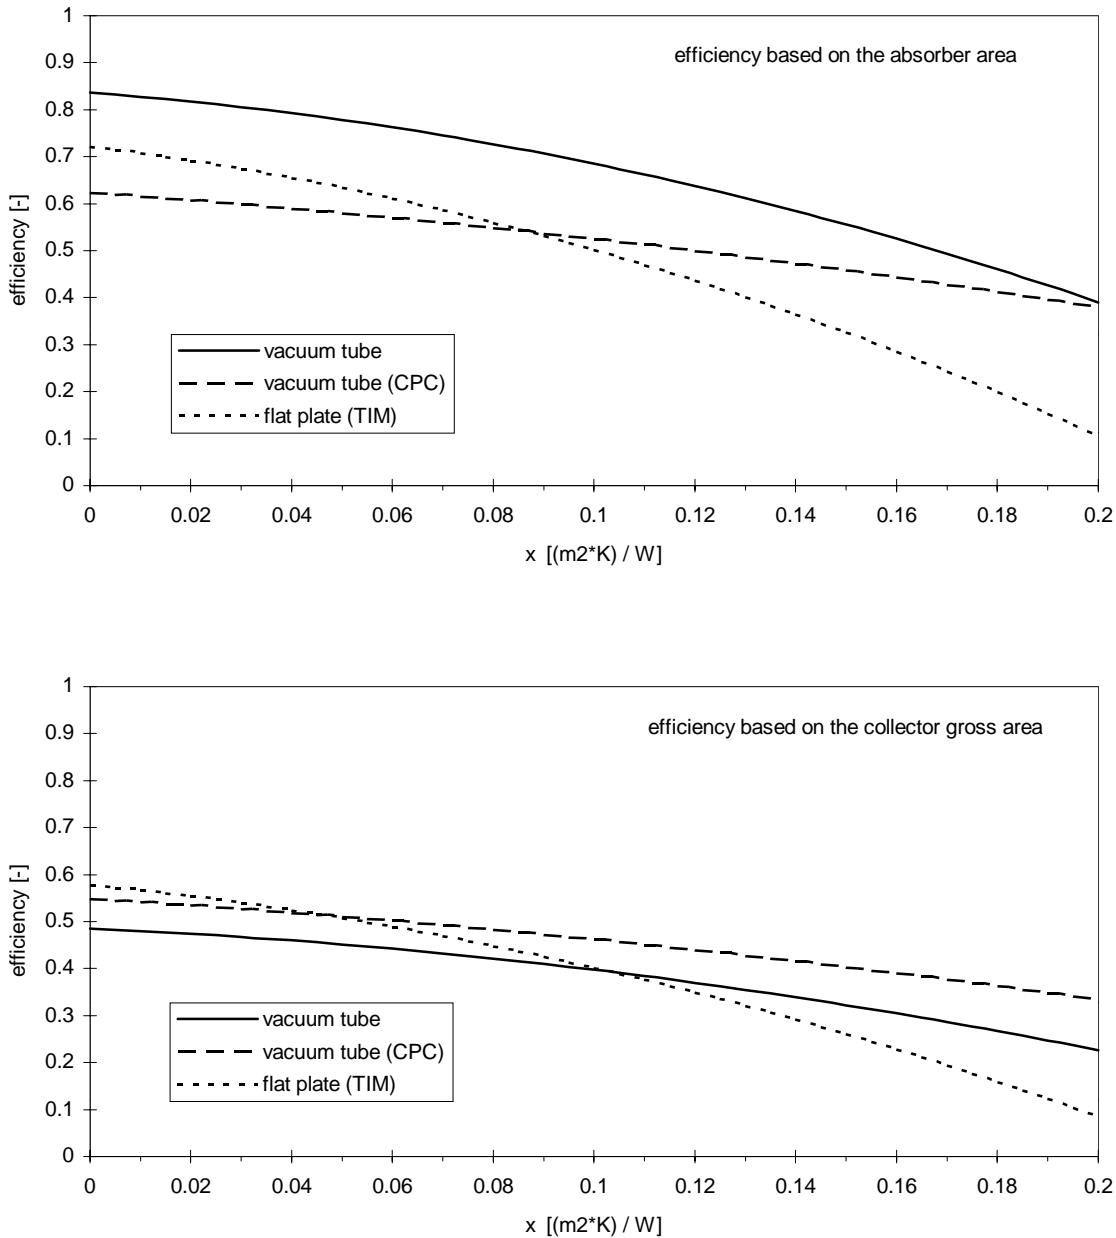 1
efficiency based on the absorber area
0.9
0.8
0.7
0.6
0.5
0.4
0.3
0.2
0.1
0
efficiency [-]
vacuum tube
vacuum tube (CPC)
flat plate (TIM)
0 0.02 0.04 0.06 0.08 0.1 0.12 0.14 0.16 0.18 0.2
x [(m2*K) / W]
1
efficiency based on the collector gross area
0.9
0.8
0.7
0.6
0.5
0.4
0.3
0.2
0.1
0
efficiency [-]
vacuum tube
vacuum tube (CPC)
flat plate (TIM)
0 0.02 0.04 0.06 0.08 0.1 0.12 0.14 0.16 0.18 0.2
x [(m2*K) / W]